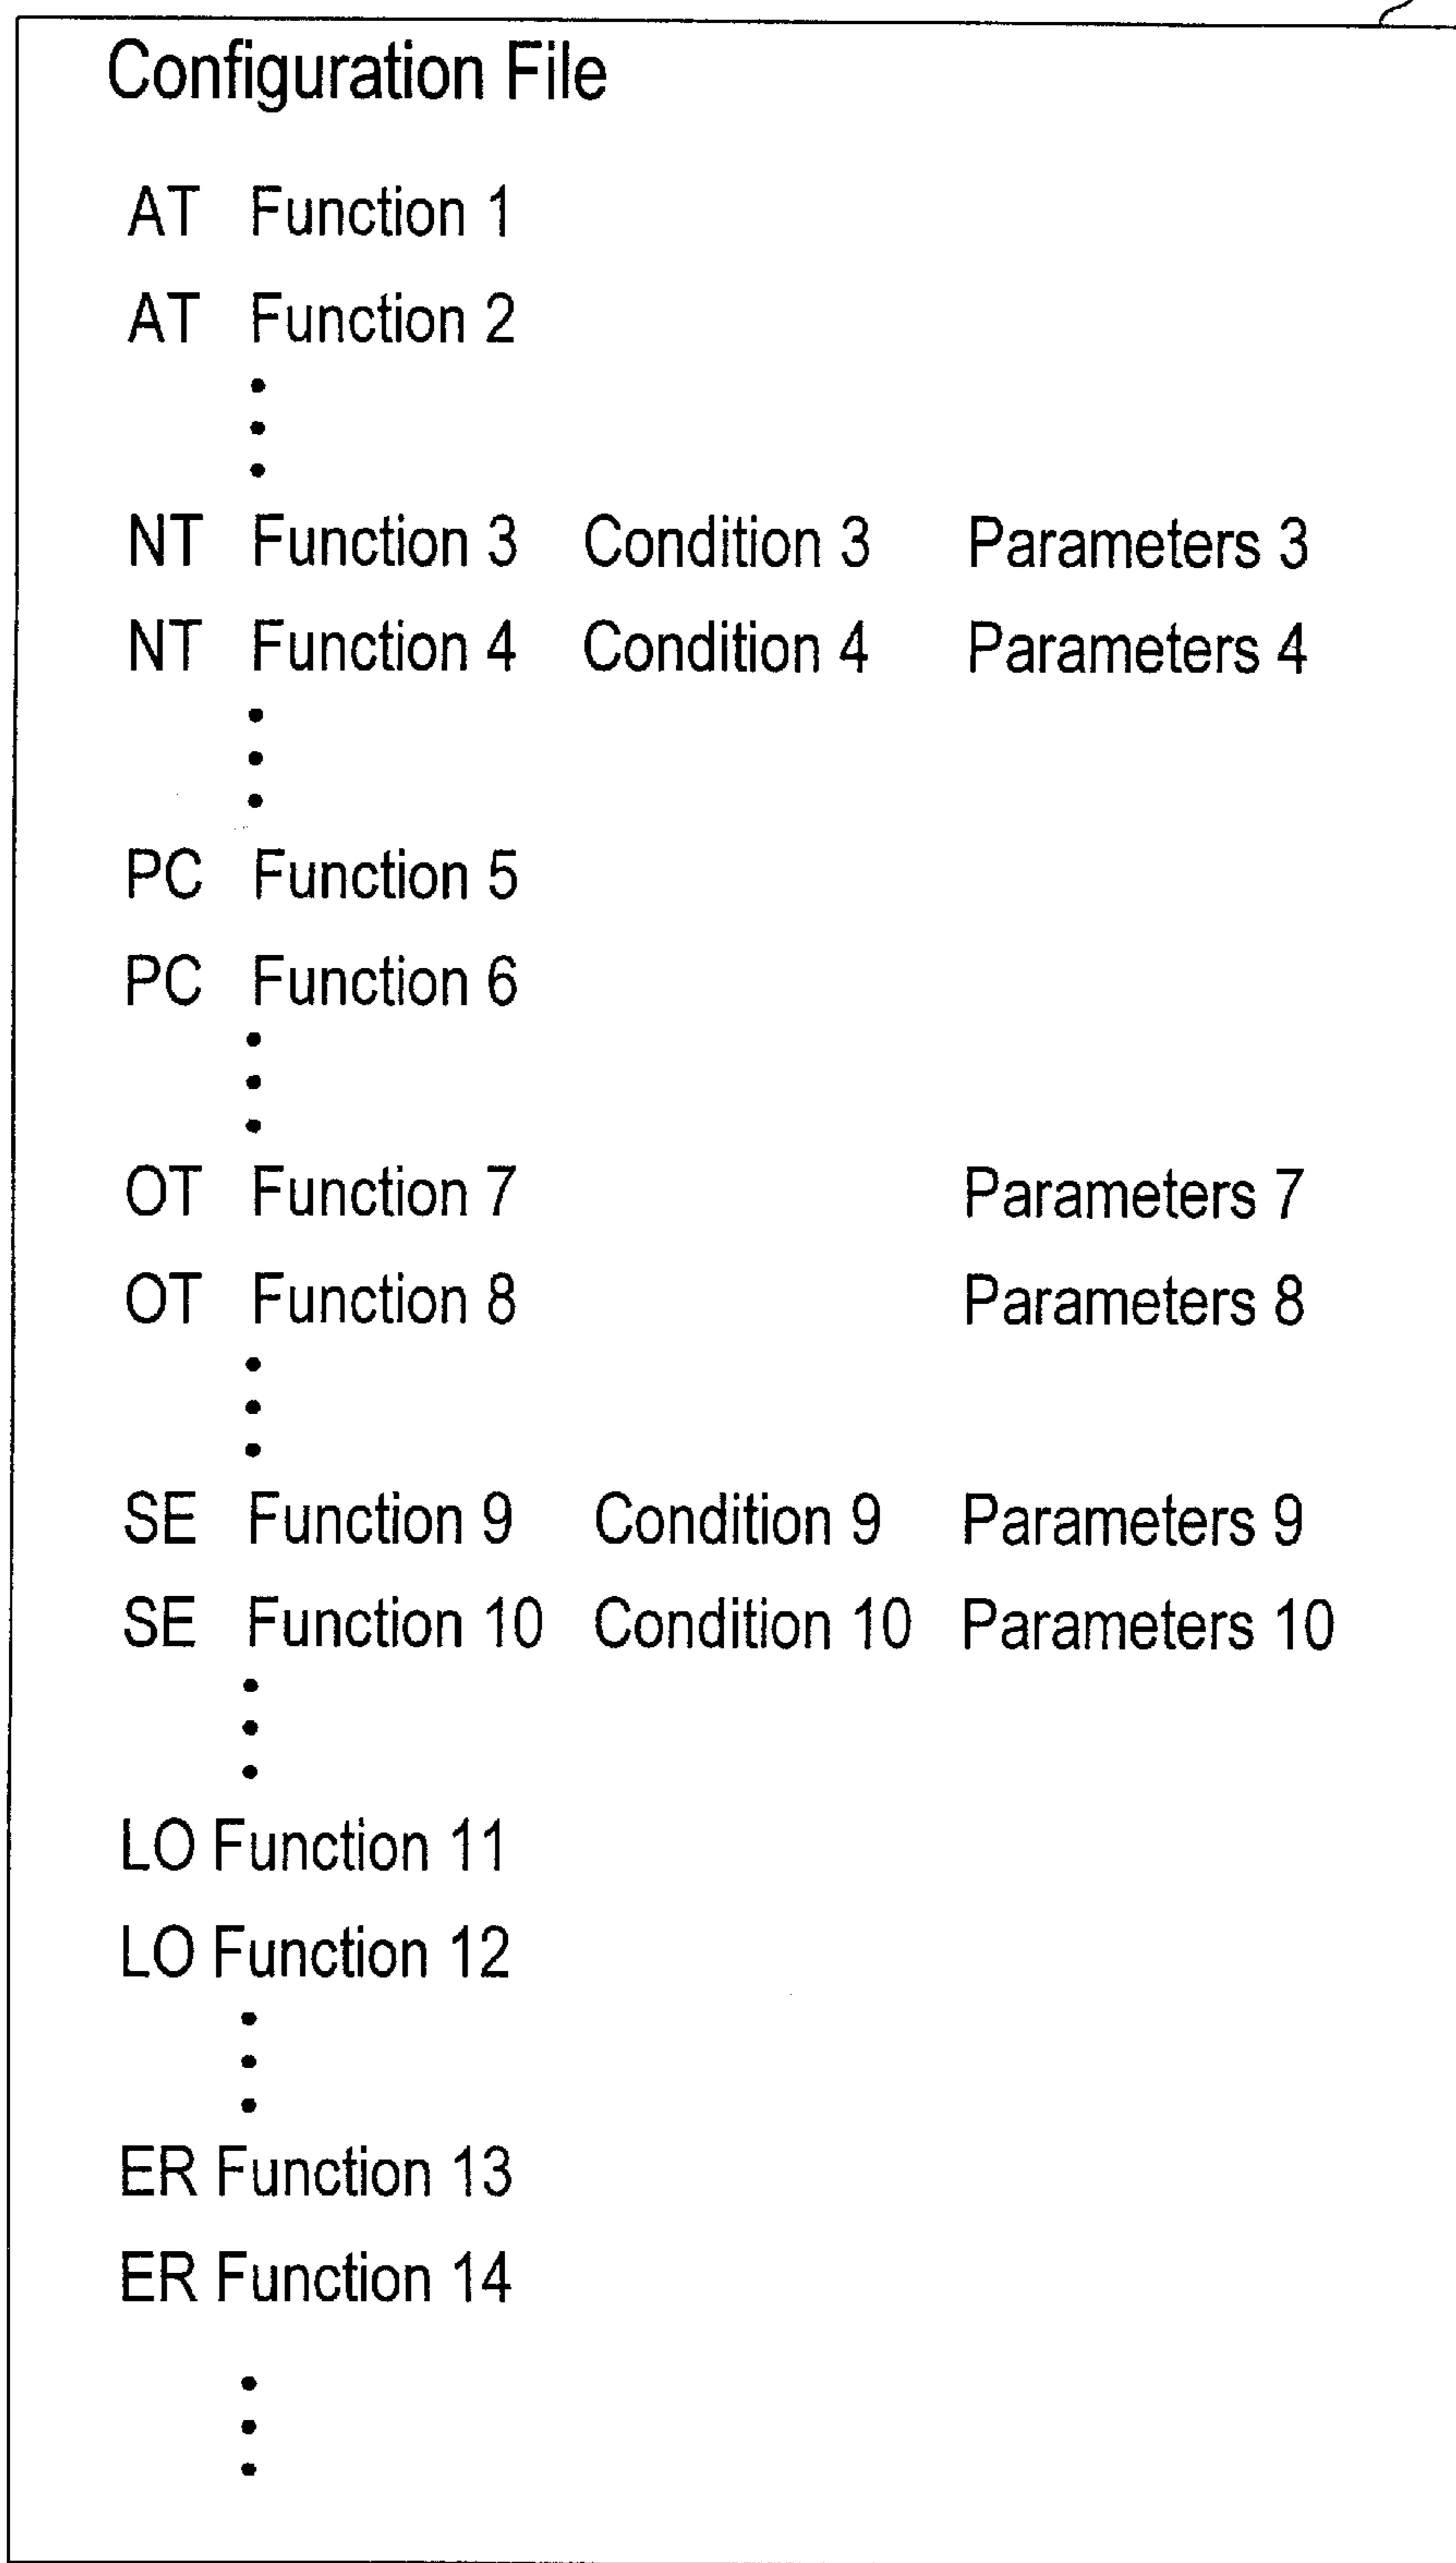 Configuration File
AT Function 1
AT Function 2
NT Function 3 Condition 3 Parameters 3
NT Function 4 Condition 4 Parameters 4
PC Function 5
PC Function 6
OT Function 7 Parameters 7
OT Function 8 Parameters 8
SE Function 9 Condition 9 Parameters 9
SE Function 10 Condition 10 Parameters 10
LO Function 11
LO Function 12
ER Function 13
ER Function 14